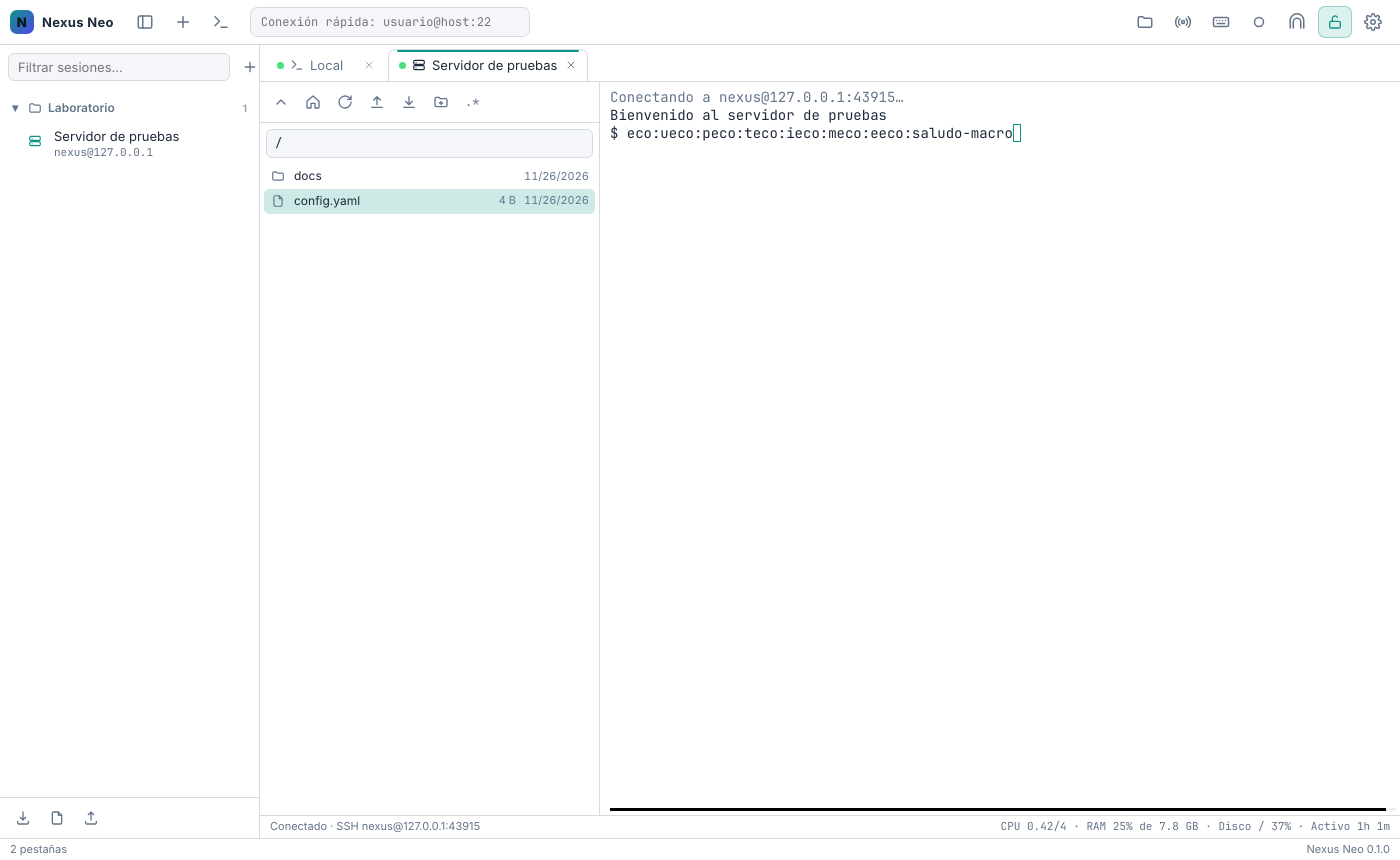 N Nexus Neo
Conexión rápida: usuario@host:22
Filtrar sesiones...
Laboratorio 1
Servidor de pruebas
nexus@127.0.0.1
Local
Servidor de pruebas
.*
/
docs 11/26/2026
config.yaml 4 B 11/26/2026
Conectando a nexus@127.0.0.1:43915…
Bienvenido al servidor de pruebas
$ eco:ueco:peco:teco:ieco:meco:eeco:saludo-macro
Conectado · SSH nexus@127.0.0.1:43915
CPU 0.42/4 · RAM 25% de 7.8 GB · Disco / 37% · Activo 1h 1m
2 pestañas
Nexus Neo 0.1.0